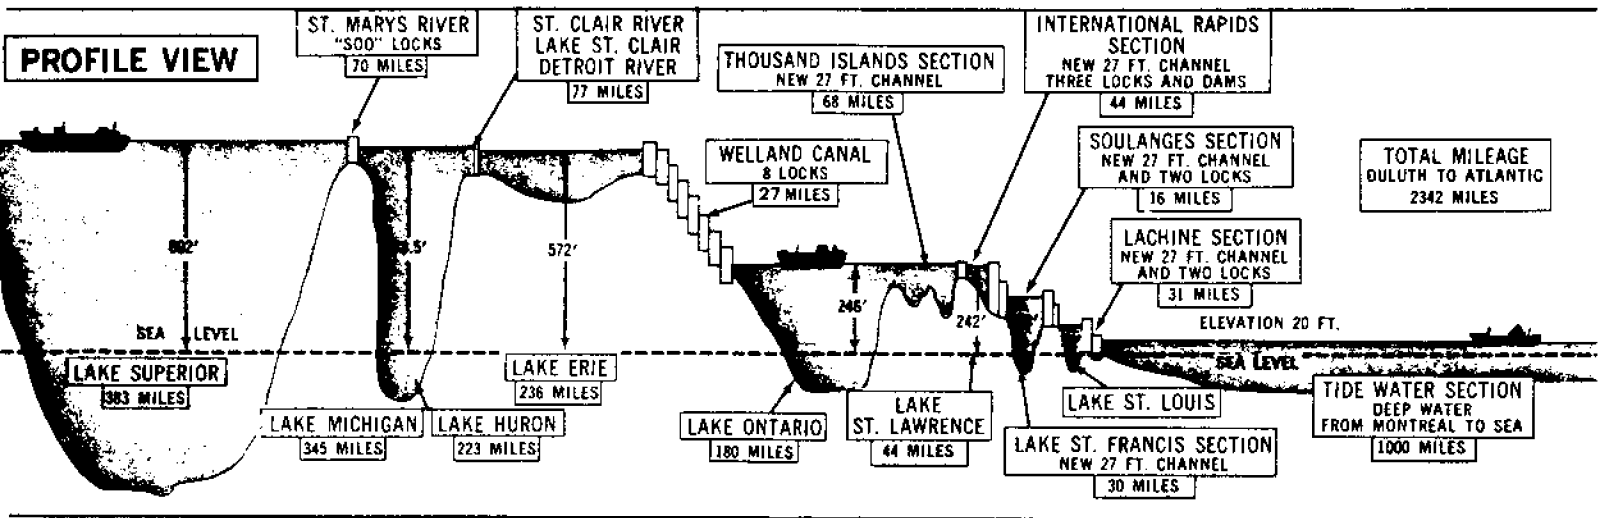 PROFILE VIEW
ST. MARYS RIVER
"SOO" LOCKS
70 MILES
ST. CLAIR RIVER
LAKE ST. CLAIR
DETROIT RIVER
77 MILES
THOUSAND ISLANDS SECTION
NEW 27 FT. CHANNEL
68 MILES
INTERNATIONAL RAPIDS
SECTION
NEW 27 FT. CHANNEL
THREE LOCKS AND DAMS
44 MILES
WELLAND CANAL
8 LOCKS
27 MILES
SOULANGES SECTION
NEW 27 FT. CHANNEL
AND TWO LOCKS
16 MILES
TOTAL MILEAGE
DULUTH TO ATLANTIC
2342 MILES
LACHINE SECTION
NEW 27 FT. CHANNEL
AND TWO LOCKS
31 MILES
572'
246'
242'
ELEVATION 20 FT.
SEA LEVEL
SEA LEVEL
LAKE SUPERIOR
383 MILES
LAKE ERIE
236 MILES
LAKE MICHIGAN
345 MILES
LAKE HURON
223 MILES
LAKE ONTARIO
180 MILES
LAKE
ST. LAWRENCE
44 MILES
LAKE ST. LOUIS
LAKE ST. FRANCIS SECTION
NEW 27 FT. CHANNEL
30 MILES
TIDE WATER SECTION
DEEP WATER
FROM MONTREAL TO SEA
1000 MILES